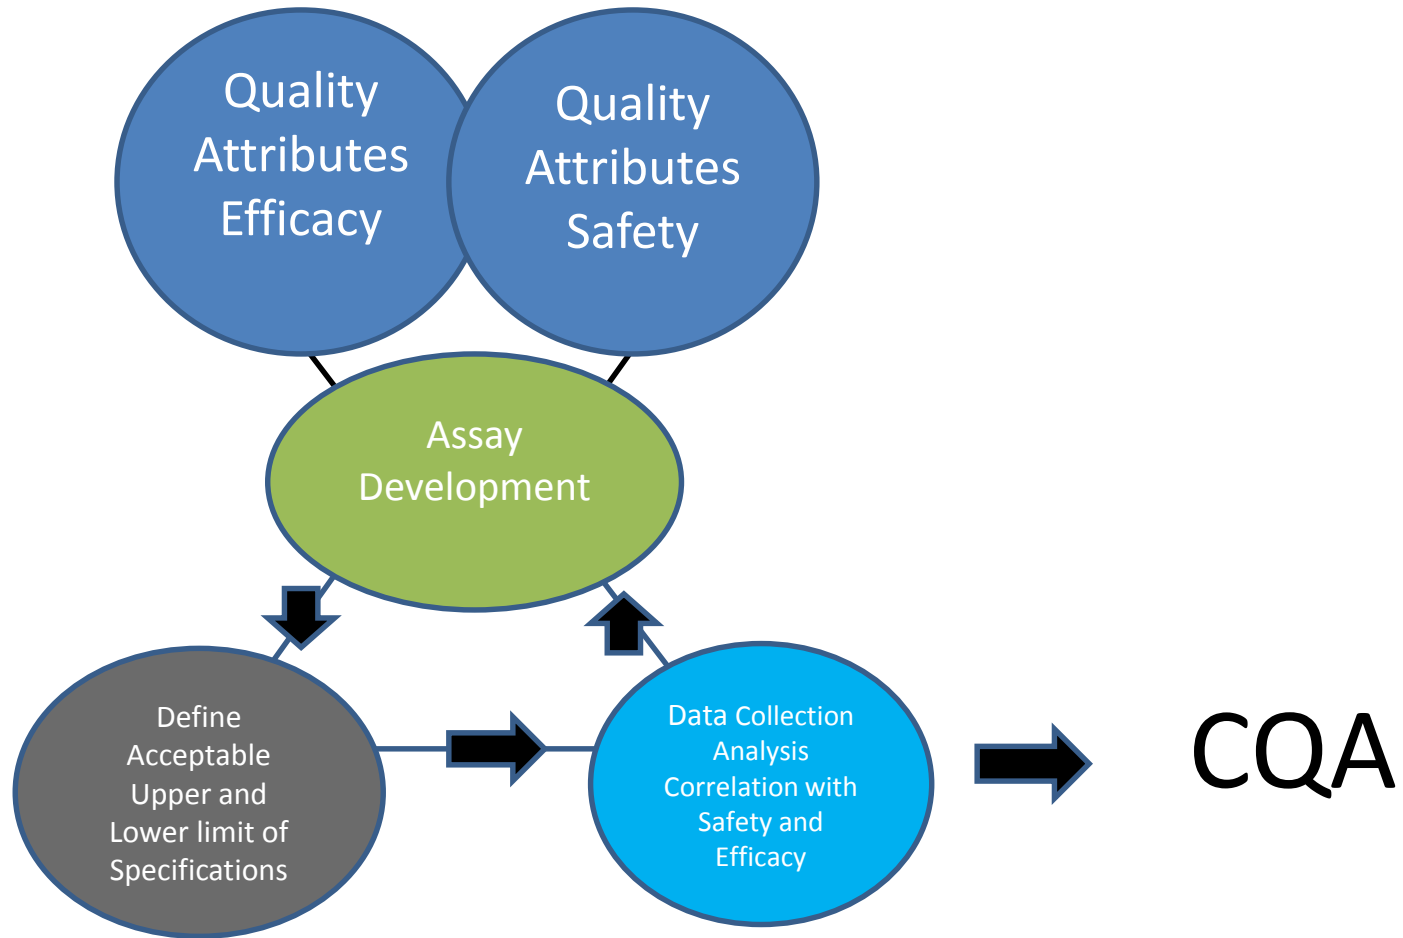 Quality
Attributes
Efficacy
Quality
Attributes
Safety
Assay
Development
Define
Acceptable
Upper and
Lower limit of
Specifications
Data Collection
Analysis
Correlation with
Safety and
Efficacy
CQA